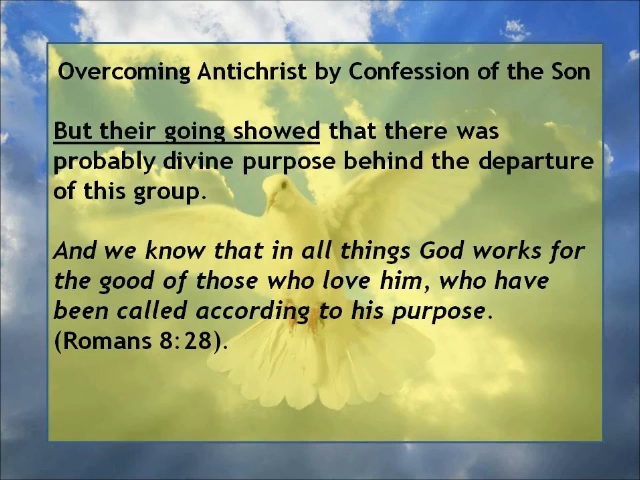 Overcoming Antichrist by Confession of the Son
But their going showed that there was
probably divine purpose behind the departure
of this group.
And we know that in all things God works for
the good of those who love him, who have
been called according to his purpose.
(Romans 8:28).